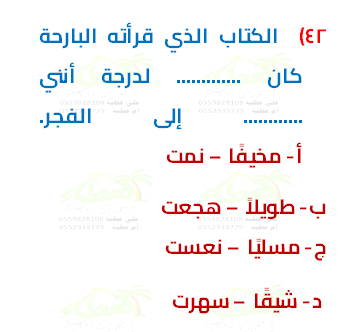 ٤٢) الكتاب الذي قرأته البارحة
كان ............. لدرجة أنني
............ إلى الفجر.
أ- مخيفًا – نمت
ب- طويلاً – هجعت
ج- مسليًا – نعست
د- شيقًا – سهرت